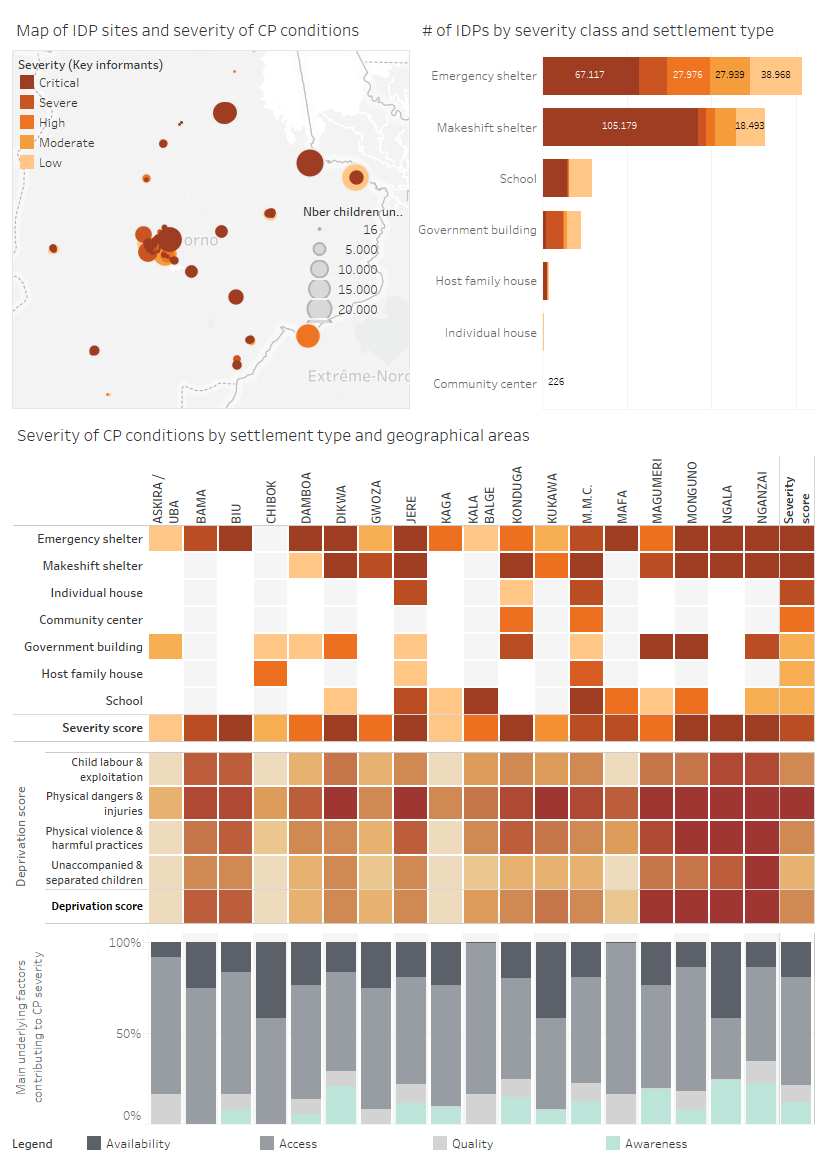 Map of IDP sites and severity of CP conditions
Severity (Key informants)
Critical
Severe
High
Moderate
Low
orno
Nber children un..
16
5.000
10.000
15.000
20.000
Extrême-Nord
# of IDPs by severity class and settlement type
Emergency shelter
67.117
27.976
27.939
38.968
Makeshift shelter
105.179
18.493
School
Government building
Host family house
Individual house
Community center
226
Severity of CP conditions by settlement type and geographical areas
ASKIRA /
UBA
BAMA
BIU
CHIBOK
DAMBOA
DIKWA
GWOZA
JERE
KAGA
KALA
BALGE
KONDUGA
KUKAWA
M.M.C.
MAFA
MAGUMERI
MONGUNO
NGALA
NGANZAI
Severity
score
Emergency shelter
Makeshift shelter
Individual house
Community center
Government building
Host family house
School
Severity score
Deprivation score
Child labour &
exploitation
Physical dangers &
injuries
Physical violence &
harmful practices
Unaccompanied &
separated children
Deprivation score
Main underlying factors
contributing to CP severity
100%
50%
0%
Legend
Availability
Access
Quality
Awareness